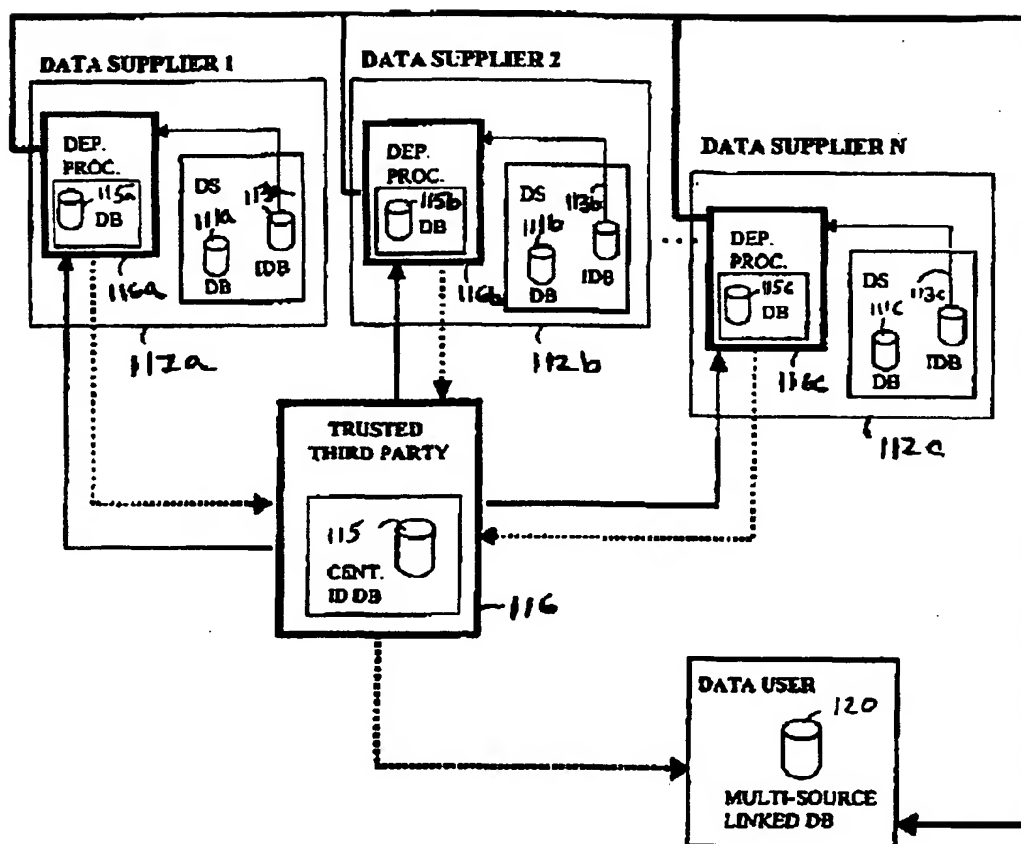 DATA SUPPLIER 1
DEP.
PROC.
115a
DB
116a
DS
111a
DB
113a
IDB
112a
DATA SUPPLIER 2
DEP.
PROC.
115b
DB
116b
DS
111b
DB
113b
IDB
112b
...
DATA SUPPLIER N
DEP.
PROC.
115c
DB
116c
DS
111c
DB
113c
IDB
112c
TRUSTED
THIRD PARTY
115
CENT.
ID DB
116
DATA USER
120
MULTI-SOURCE
LINKED DB